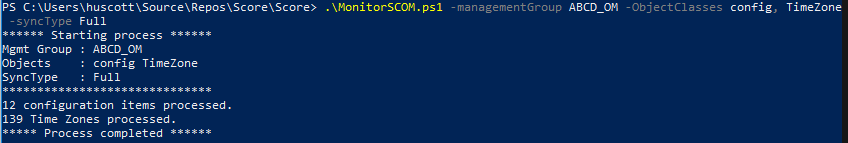 PS C:\Users\huscott\Source\Repos\Score\Score> .\MonitorSCOM.ps1 -managementGroup ABCD_OM -ObjectClasses config, TimeZone
-syncType Full
****** Starting process ******
Mgmt Group : ABCD_OM
Objects    : config TimeZone
SyncType   : Full
******************************
12 configuration items processed.
139 Time Zones processed.
***** Process completed ******